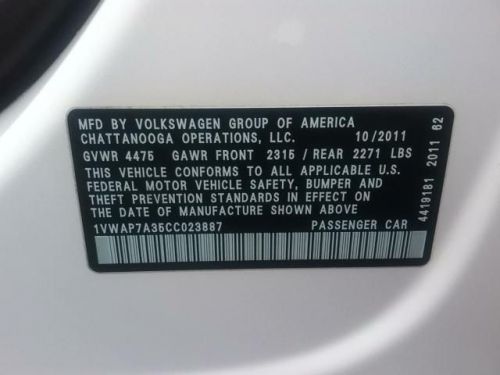 MFD BY VOLKSWAGEN GROUP OF AMERICA
CHATTANOOGA OPERATIONS, LLC. 10/2011
GVWR 4475 GAWR FRONT 2315 / REAR 2271 LBS
THIS VEHICLE CONFORMS TO ALL APPLICABLE U.S.
FEDERAL MOTOR VEHICLE SAFETY, BUMPER AND
THEFT PREVENTION STANDARDS IN EFFECT ON
THE DATE OF MANUFACTURE SHOWN ABOVE
1VWAP7A35CC023887 PASSENGER CAR
4419181 2011 62